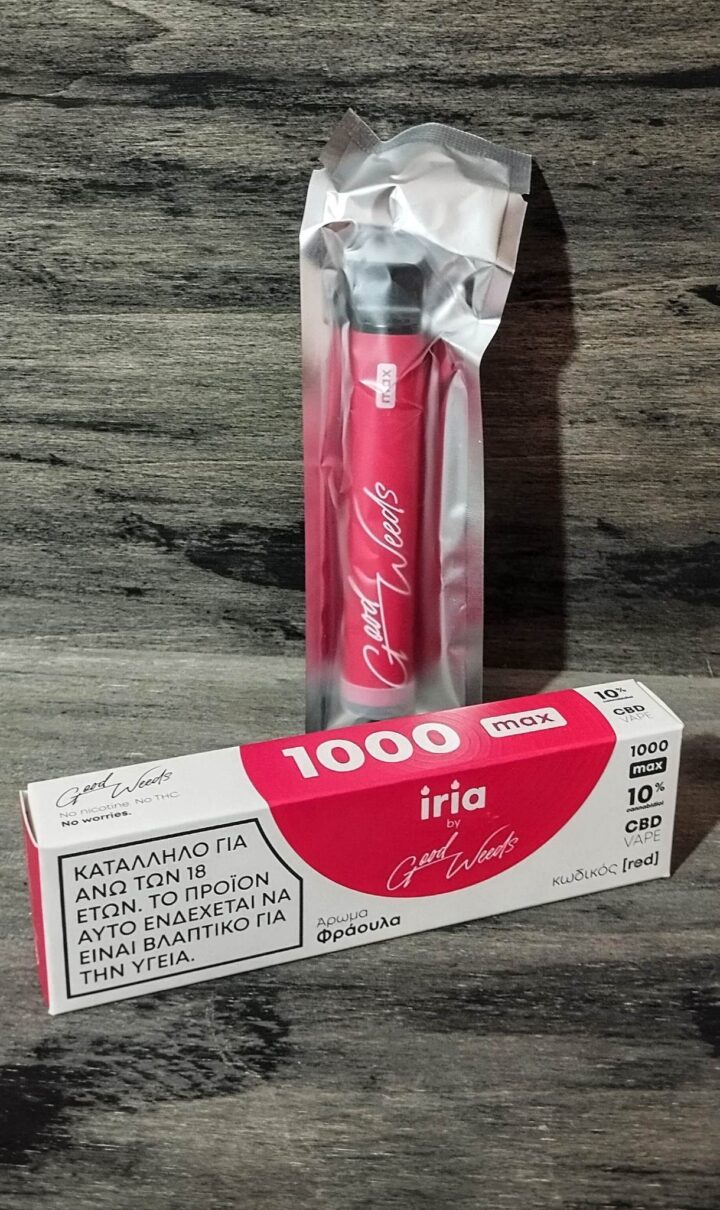 max
Good Weeds
1000 max
10%
cannabidiol
CBD
VAPE
Good Weeds
No nicotine. No THC.
No worries.
iria
by
Good Weeds
1000
max
10%
cannabidiol
CBD
VAPE
κωδικός [red]
ΚΑΤΑΛΛΗΛΟ ΓΙΑ
ΑΝΩ ΤΩΝ 18
ΕΤΩΝ. ΤΟ ΠΡΟΪΟΝ
ΑΥΤΟ ΕΝΔΕΧΕΤΑΙ ΝΑ
ΕΙΝΑΙ ΒΛΑΠΤΙΚΟ ΓΙΑ
ΤΗΝ ΥΓΕΙΑ.
Άρωμα
Φράουλα